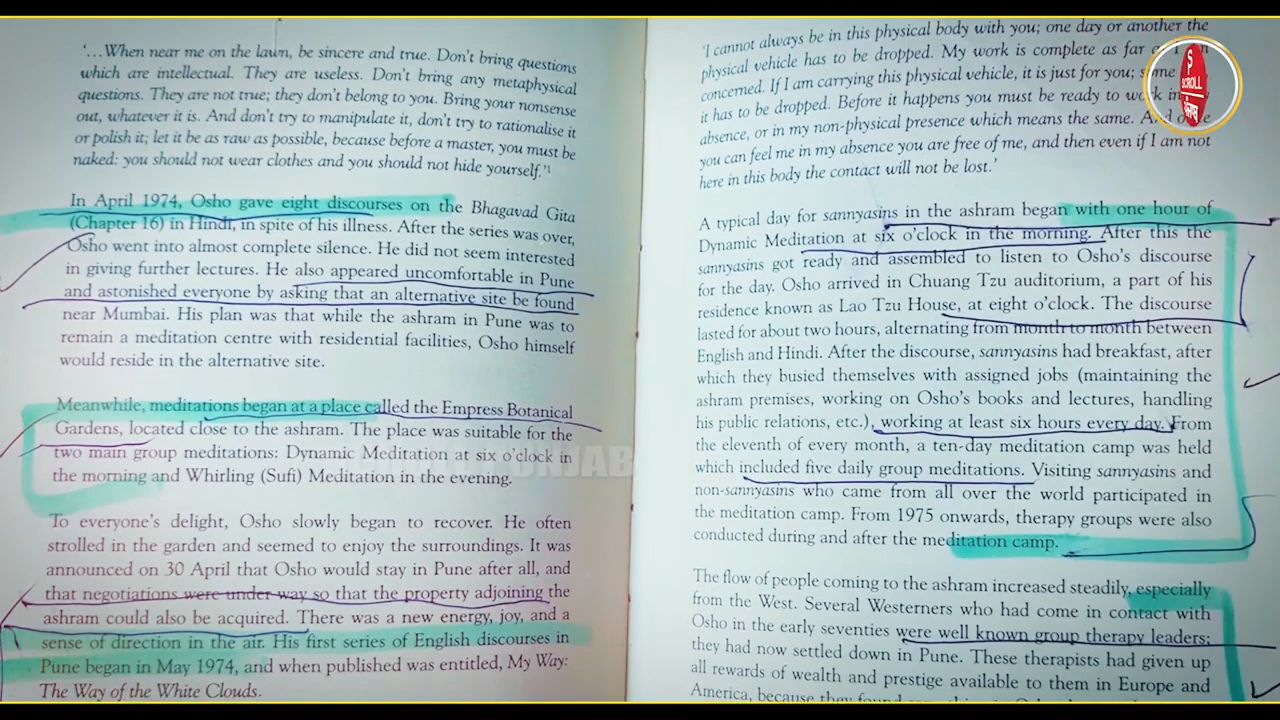 '…When near me on the lawn, be sincere and true. Don't bring questions
which are intellectual. They are useless. Don't bring any metaphysical
questions. They are not true; they don't belong to you. Bring your nonsense
out, whatever it is. And don't try to manipulate it, don't try to rationalise it
or polish it; let it be as raw as possible, because before a master, you must be
naked: you should not wear clothes and you should not hide yourself.'¹
In April 1974, Osho gave eight discourses on the Bhagavad Gita
(Chapter 16) in Hindi, in spite of his illness. After the series was over,
Osho went into almost complete silence. He did not seem interested
in giving further lectures. He also appeared uncomfortable in Pune
and astonished everyone by asking that an alternative site be found
near Mumbai. His plan was that while the ashram in Pune was to
remain a meditation centre with residential facilities, Osho himself
would reside in the alternative site.
Meanwhile, meditations began at a place called the Empress Botanical
Gardens, located close to the ashram. The place was suitable for the
two main group meditations: Dynamic Meditation at six o'clock in
the morning and Whirling (Sufi) Meditation in the evening.
To everyone's delight, Osho slowly began to recover. He often
strolled in the garden and seemed to enjoy the surroundings. It was
announced on 30 April that Osho would stay in Pune after all, and
that negotiations were under way so that the property adjoining the
ashram could also be acquired. There was a new energy, joy, and a
sense of direction in the air. His first series of English discourses in
Pune began in May 1974, and when published was entitled, My Way:
The Way of the White Clouds.
'I cannot always be in this physical body with you; one day or another the
physical vehicle has to be dropped. My work is complete as far as I am
concerned. If I am carrying this physical vehicle, it is just for you; some
it has to be dropped. Before it happens you must be ready to work in
absence, or in my non-physical presence which means the same. And once
you can feel me in my absence you are free of me, and then even if I am not
here in this body the contact will not be lost.'
A typical day for sannyasins in the ashram began with one hour of
Dynamic Meditation at six o'clock in the morning. After this the
sannyasins got ready and assembled to listen to Osho's discourse
for the day. Osho arrived in Chuang Tzu auditorium, a part of his
residence known as Lao Tzu House, at eight o'clock. The discourse
lasted for about two hours, alternating from month to month between
English and Hindi. After the discourse, sannyasins had breakfast, after
which they busied themselves with assigned jobs (maintaining the
ashram premises, working on Osho's books and lectures, handling
his public relations, etc.), working at least six hours every day. From
the eleventh of every month, a ten-day meditation camp was held
which included five daily group meditations. Visiting sannyasins and
non-sannyasins who came from all over the world participated in
the meditation camp. From 1975 onwards, therapy groups were also
conducted during and after the meditation camp.
The flow of people coming to the ashram increased steadily, especially
from the West. Several Westerners who had come in contact with
Osho in the early seventies were well known group therapy leaders;
they had now settled down in Pune. These therapists had given up
all rewards of wealth and prestige available to them in Europe and
America, because they found
SCROLL